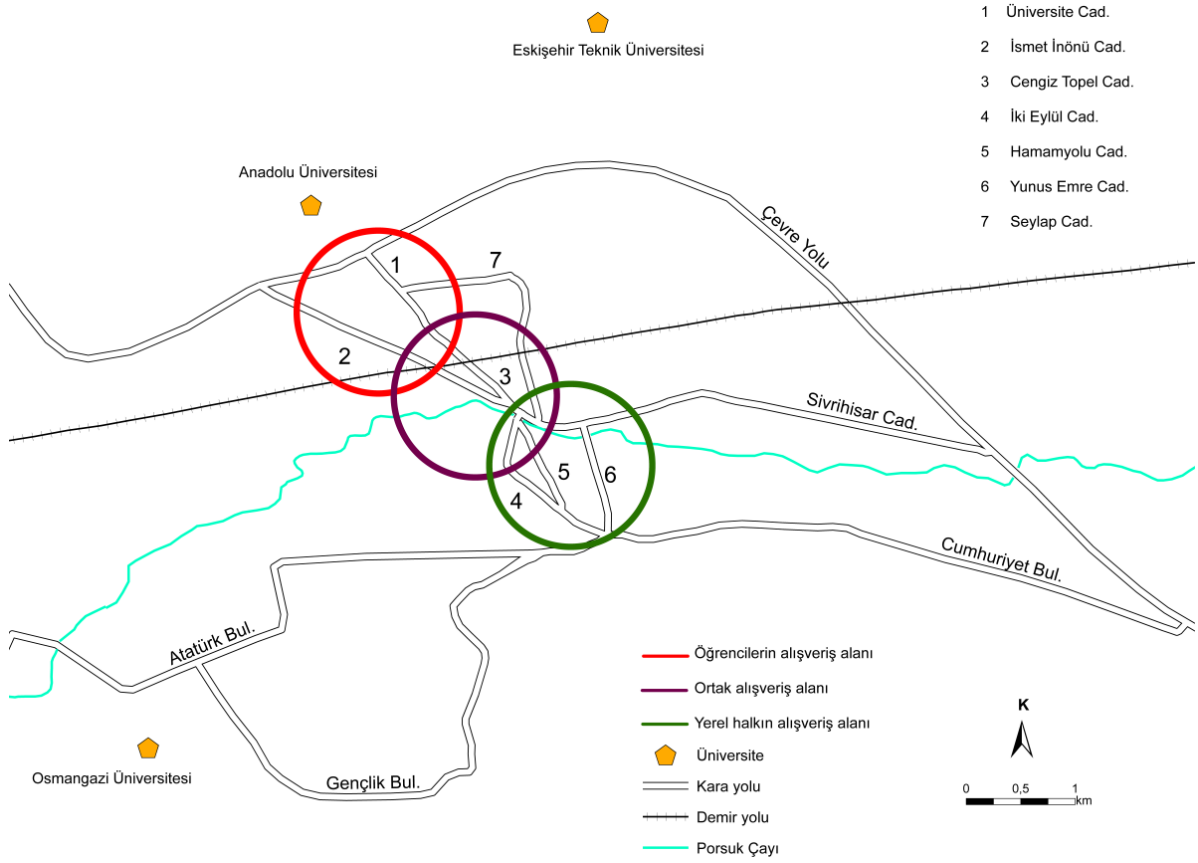 Eskişehir Teknik Üniversitesi
1 Üniversite Cad.
2 İsmet İnönü Cad.
3 Cengiz Topel Cad.
4 İki Eylül Cad.
5 Hamamyolu Cad.
6 Yunus Emre Cad.
7 Seylap Cad.
Anadolu Üniversitesi
Çevre Yolu
1
7
2
3
Sivrihisar Cad.
5
6
4
Cumhuriyet Bul.
Atatürk Bul.
Osmangazi Üniversitesi
Gençlik Bul.
Öğrencilerin alışveriş alanı
Ortak alışveriş alanı
Yerel halkın alışveriş alanı
Üniversite
Kara yolu
Demir yolu
Porsuk Çayı
K
0 0,5 1
km